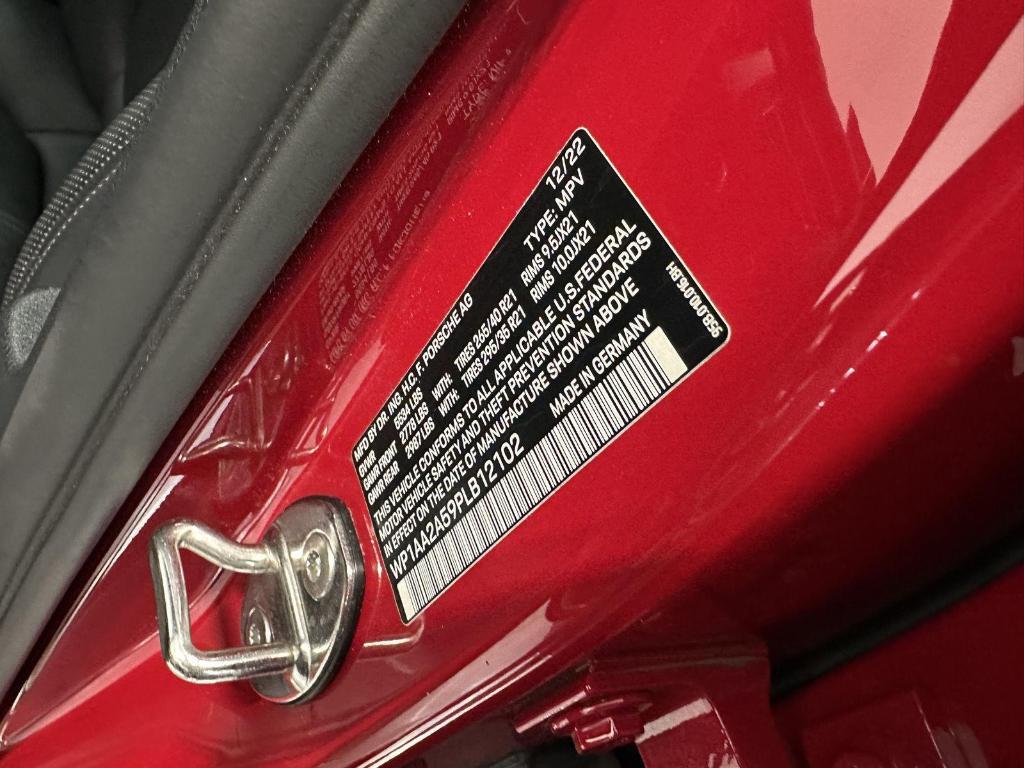 MFD BY DR. ING. H.C. F. PORSCHE AG 12/22
GVWR 5534 LBS TYPE: MPV
GAWR FRONT 2778 LBS WITH: TIRES 265/40 R21 RIMS 9.5JX21
GAWR REAR 2987 LBS WITH: TIRES 295/35 R21 RIMS 10.0JX21
THIS VEHICLE CONFORMS TO ALL APPLICABLE U.S. FEDERAL
MOTOR VEHICLE SAFETY AND THEFT PREVENTION STANDARDS
IN EFFECT ON THE DATE OF MANUFACTURE SHOWN ABOVE
WP1AA2A59PLB12102 MADE IN GERMANY